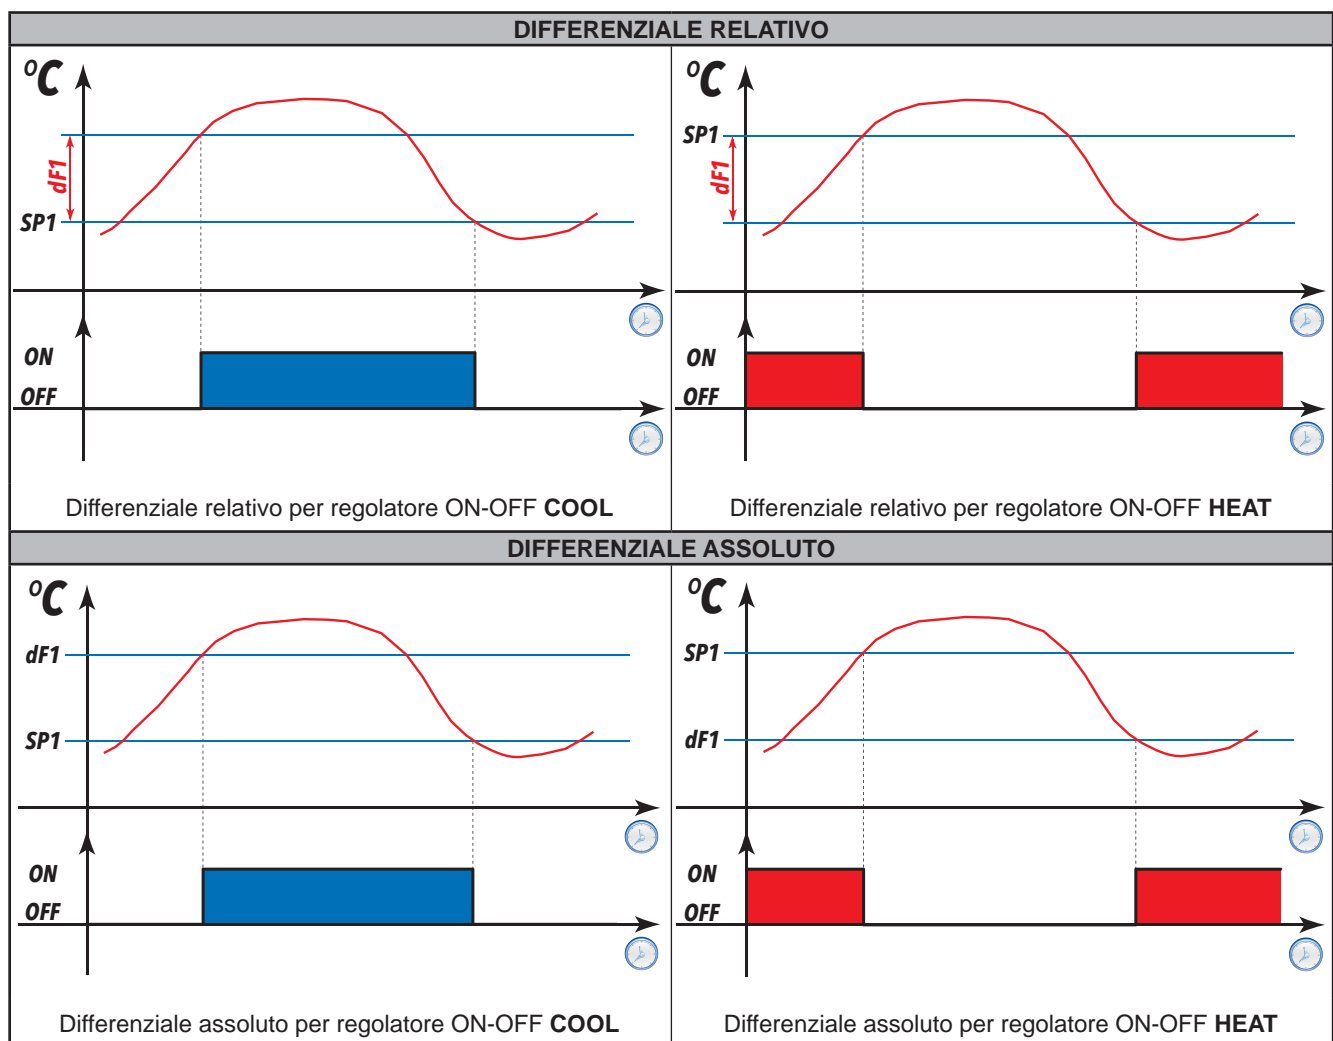 DIFFERENZIALE RELATIVO
°C
dF1
SP1
ON
OFF
Differenziale relativo per regolatore ON-OFF COOL
°C
SP1
dF1
ON
OFF
Differenziale relativo per regolatore ON-OFF HEAT
DIFFERENZIALE ASSOLUTO
°C
dF1
SP1
ON
OFF
Differenziale assoluto per regolatore ON-OFF COOL
°C
SP1
dF1
ON
OFF
Differenziale assoluto per regolatore ON-OFF HEAT